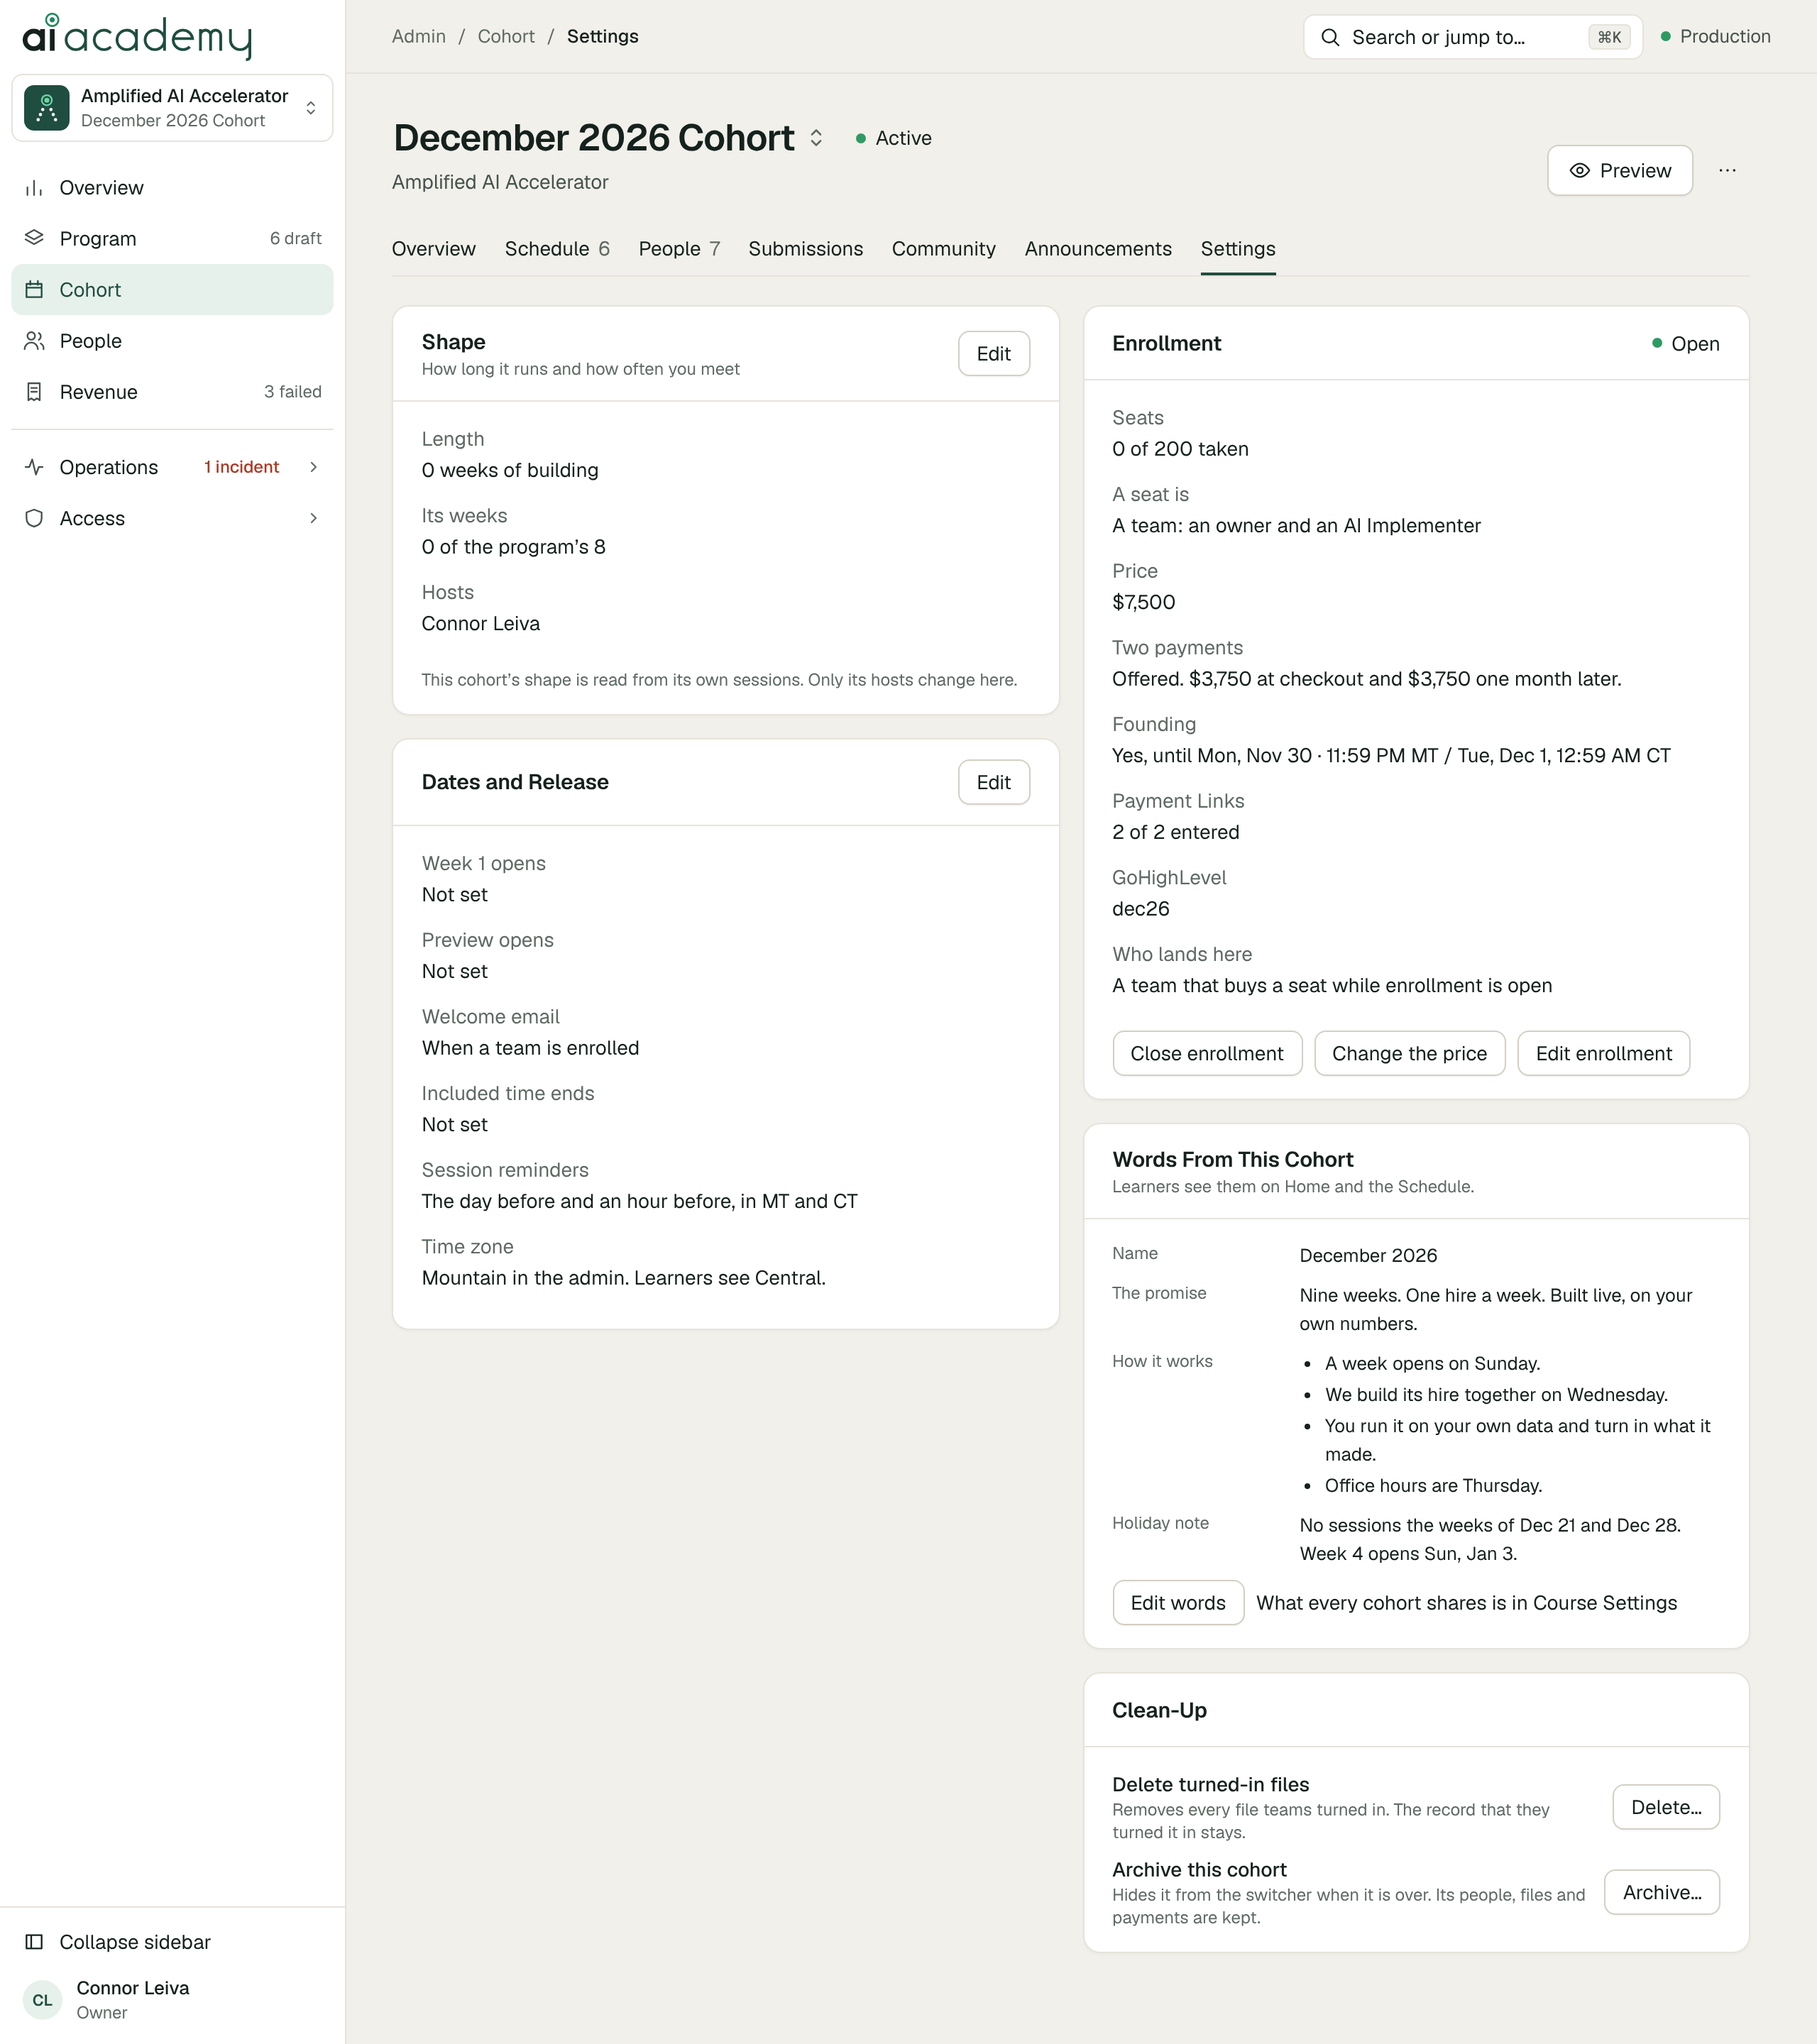 ai academy
Amplified AI Accelerator
December 2026 Cohort
Overview
Program 6 draft
Cohort
People
Revenue 3 failed
Operations 1 incident
Access
Collapse sidebar
CL
Connor Leiva
Owner
Admin / Cohort / Settings
Search or jump to… ⌘K
Production
December 2026 Cohort
Active
Amplified AI Accelerator
Preview
Overview Schedule 6 People 7 Submissions Community Announcements Settings
Shape
How long it runs and how often you meet
Edit
Length
0 weeks of building
Its weeks
0 of the program’s 8
Hosts
Connor Leiva
This cohort’s shape is read from its own sessions. Only its hosts change here.
Dates and Release
Edit
Week 1 opens
Not set
Preview opens
Not set
Welcome email
When a team is enrolled
Included time ends
Not set
Session reminders
The day before and an hour before, in MT and CT
Time zone
Mountain in the admin. Learners see Central.
Enrollment
Open
Seats
0 of 200 taken
A seat is
A team: an owner and an AI Implementer
Price
$7,500
Two payments
Offered. $3,750 at checkout and $3,750 one month later.
Founding
Yes, until Mon, Nov 30 · 11:59 PM MT / Tue, Dec 1, 12:59 AM CT
Payment Links
2 of 2 entered
GoHighLevel
dec26
Who lands here
A team that buys a seat while enrollment is open
Close enrollment
Change the price
Edit enrollment
Words From This Cohort
Learners see them on Home and the Schedule.
Name
December 2026
The promise
Nine weeks. One hire a week. Built live, on your
own numbers.
How it works
• A week opens on Sunday.
• We build its hire together on Wednesday.
• You run it on your own data and turn in what it
made.
• Office hours are Thursday.
Holiday note
No sessions the weeks of Dec 21 and Dec 28.
Week 4 opens Sun, Jan 3.
Edit words
What every cohort shares is in Course Settings
Clean-Up
Delete turned-in files
Removes every file teams turned in. The record that they
turned it in stays.
Delete…
Archive this cohort
Hides it from the switcher when it is over. Its people, files and
payments are kept.
Archive…